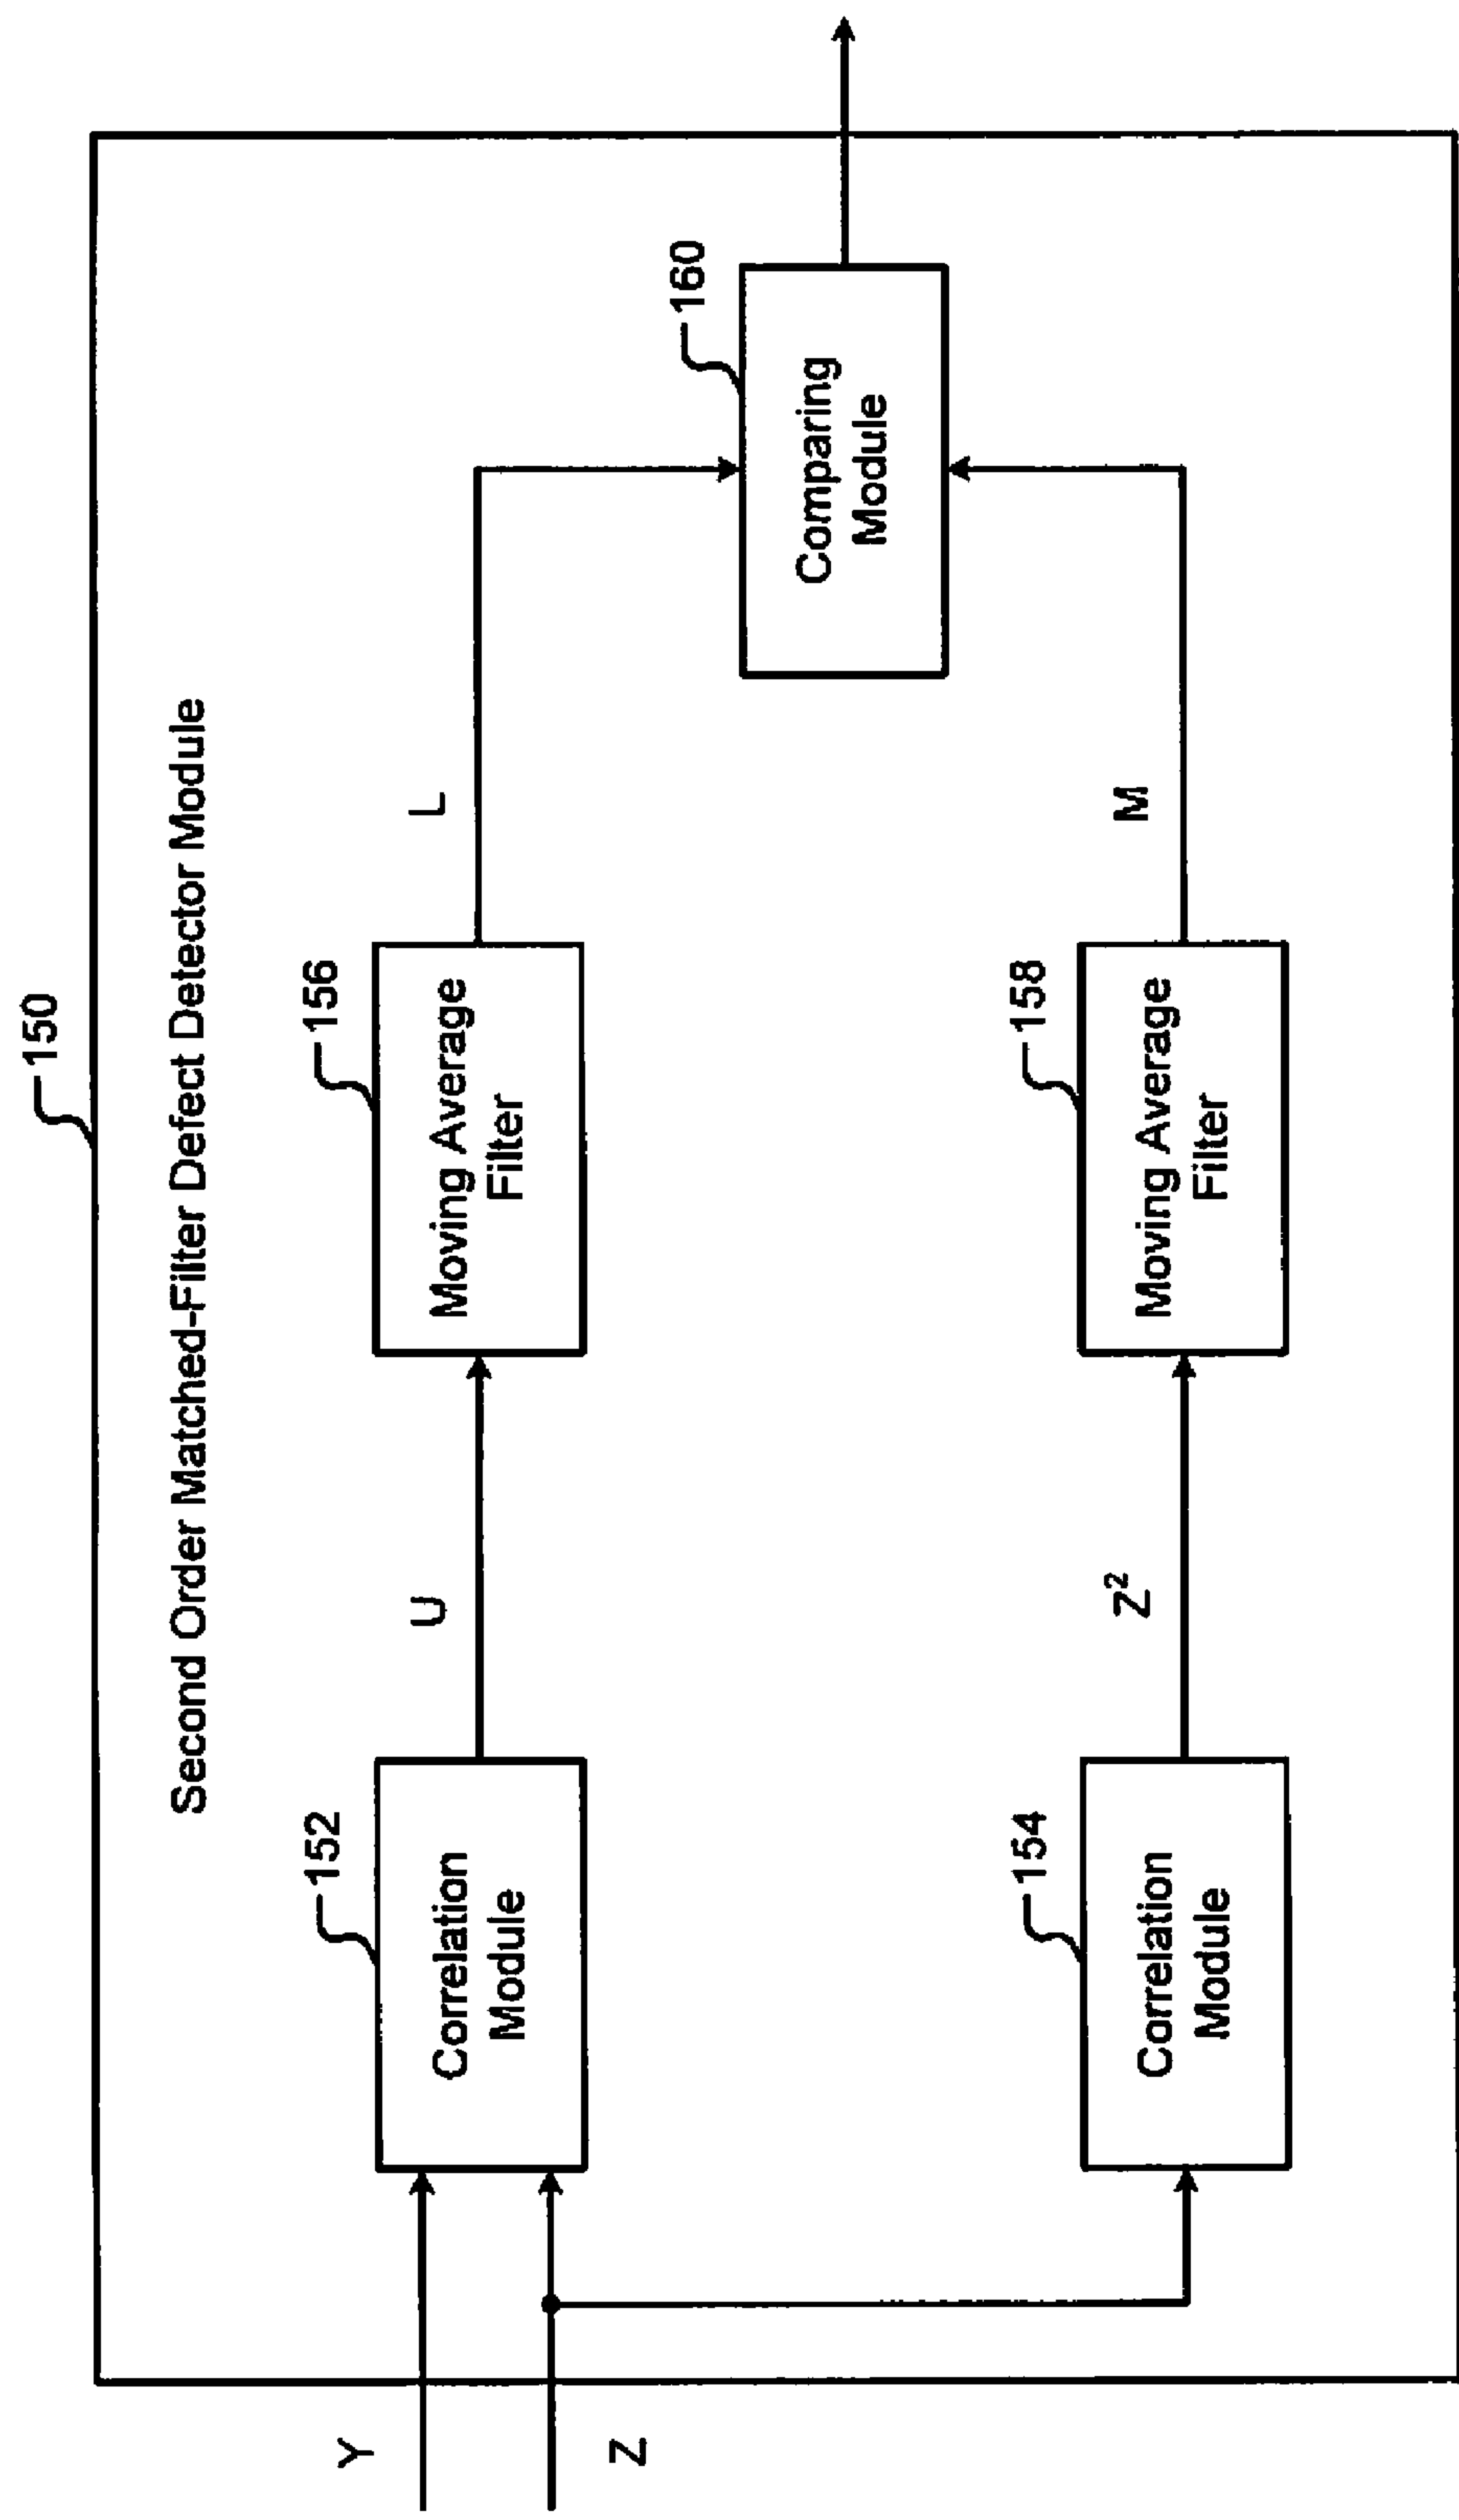 150
Second Order Matched-Filter Defect Detector Module
Y
Z
152
Correlation
Module
U
156
Moving Average
Filter
L
160
Comparing
Module
154
Correlation
Module
Z²
158
Moving Average
Filter
M